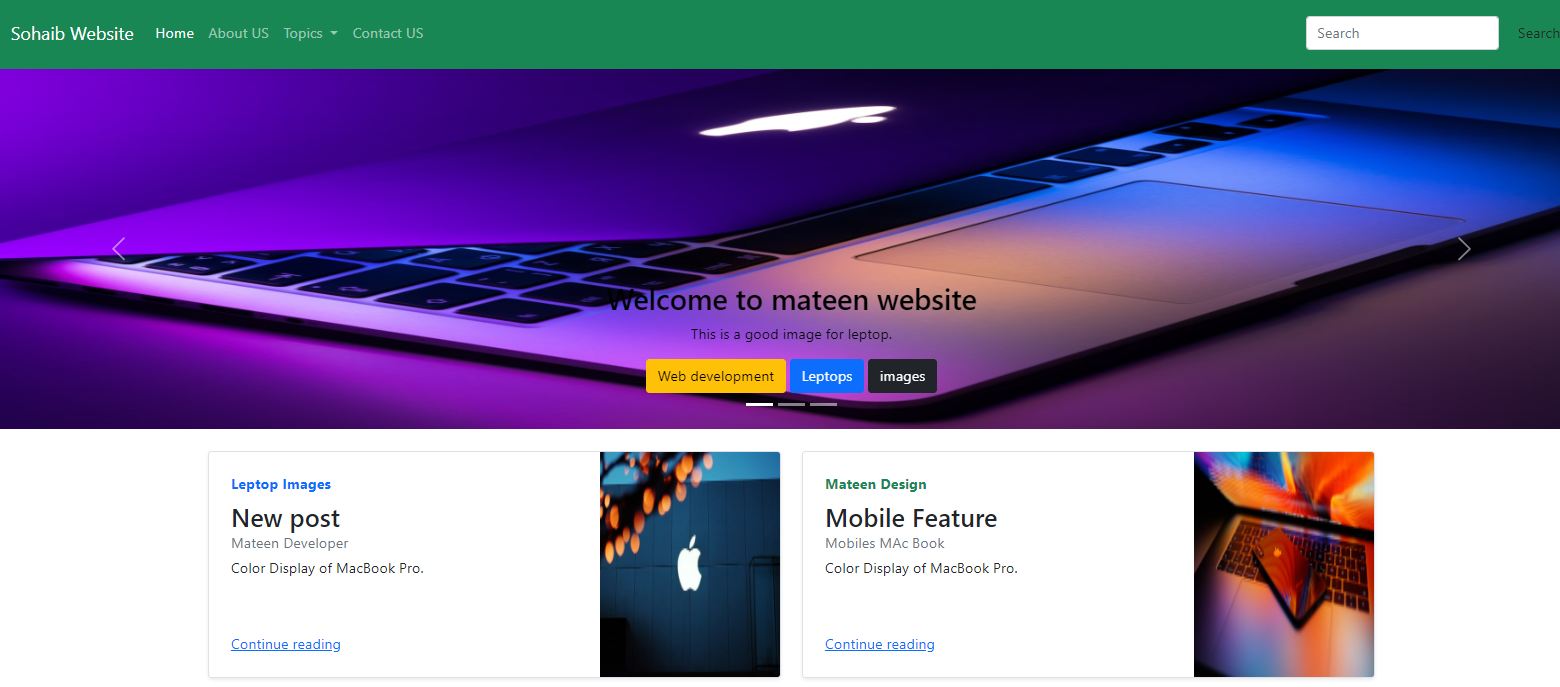 Sohaib Website Home About US Topics Contact US Search Search
Welcome to mateen website
This is a good image for leptop.
Web development Leptops images
Leptop Images
New post
Mateen Developer
Color Display of MacBook Pro.
Continue reading
Mateen Design
Mobile Feature
Mobiles MAc Book
Color Display of MacBook Pro.
Continue reading